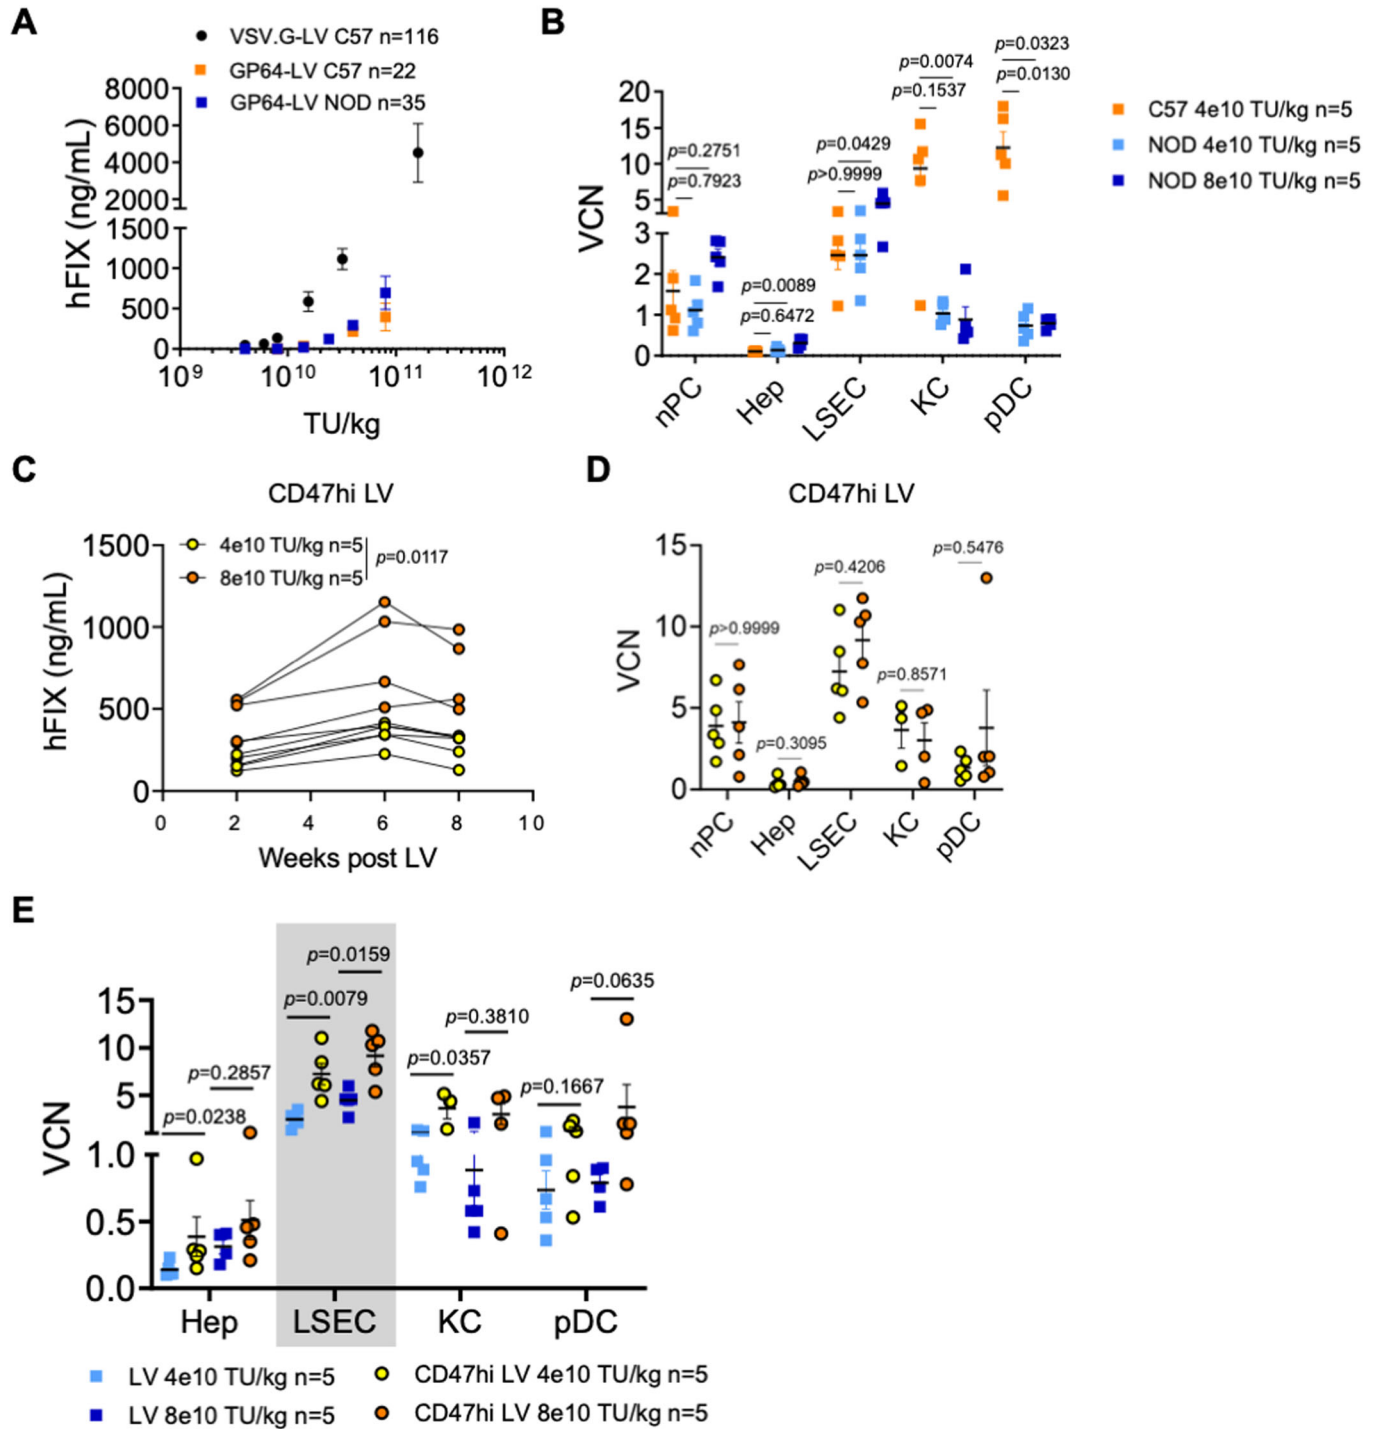 A
VSV.G-LV C57 n=116
GP64-LV C57 n=22
GP64-LV NOD n=35
hFIX (ng/mL)
8000
6000
4000
2000
1500
1000
500
0
10⁹ 10¹⁰ 10¹¹ 10¹²
TU/kg
B
p=0.0323
p=0.0074
p=0.0130
p=0.1537
p=0.0429
p=0.2751
p>0.9999
p=0.7923
p=0.0089
p=0.6472
VCN
20
15
10
5
3
2
1
0
nPC Hep LSEC KC pDC
C57 4e10 TU/kg n=5
NOD 4e10 TU/kg n=5
NOD 8e10 TU/kg n=5
C
CD47hi LV
4e10 TU/kg n=5
8e10 TU/kg n=5
p=0.0117
hFIX (ng/mL)
1500
1000
500
0
0 2 4 6 8 10
Weeks post LV
D
CD47hi LV
p=0.5476
p=0.4206
p>0.9999
p=0.8571
p=0.3095
VCN
15
10
5
0
nPC Hep LSEC KC pDC
E
p=0.0159
p=0.0635
p=0.0079
p=0.3810
p=0.0357
p=0.2857
p=0.1667
p=0.0238
VCN
15
10
5
1.0
0.5
0.0
Hep LSEC KC pDC
LV 4e10 TU/kg n=5
CD47hi LV 4e10 TU/kg n=5
LV 8e10 TU/kg n=5
CD47hi LV 8e10 TU/kg n=5